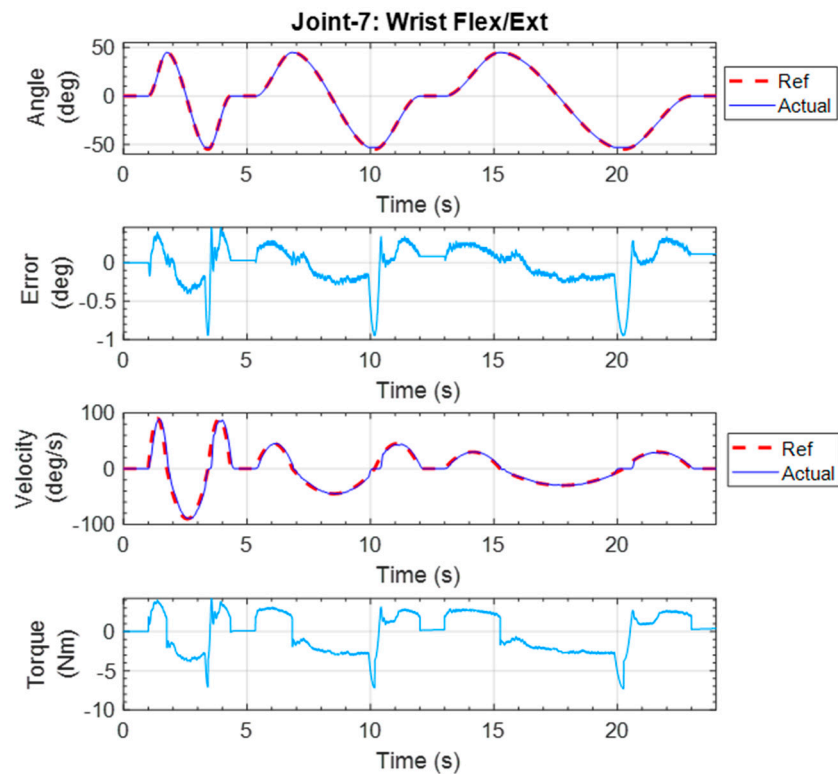 Joint-7: Wrist Flex/Ext
50
0
-50
Angle
(deg)
0 5 10 15 20
Time (s)
Ref
Actual
0
-0.5
-1
Error
(deg)
0 5 10 15 20
Time (s)
100
0
-100
Velocity
(deg/s)
0 5 10 15 20
Time (s)
Ref
Actual
0
-5
-10
Torque
(Nm)
0 5 10 15 20
Time (s)